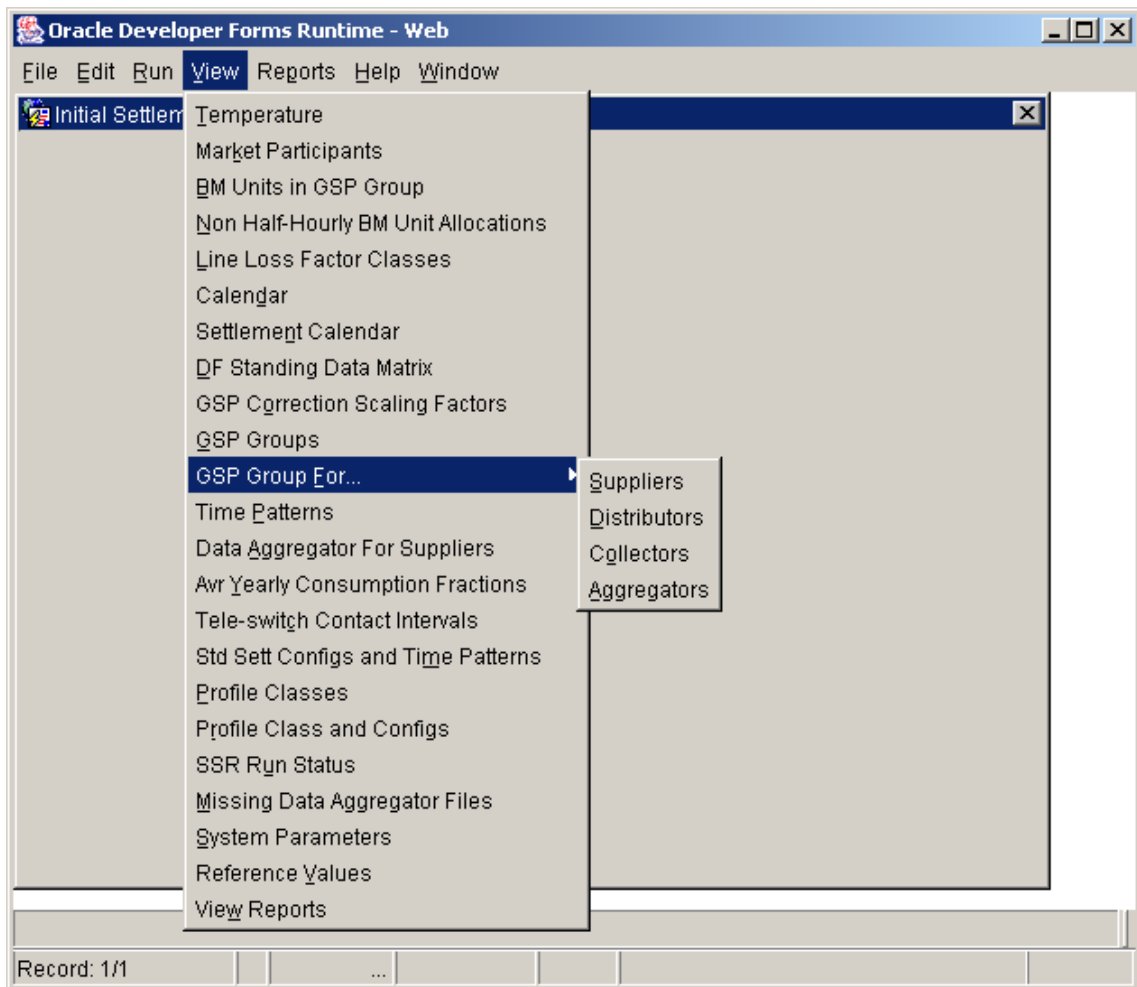 Oracle Developer Forms Runtime - Web
File Edit Run View Reports Help Window
Initial Settlem
Temperature
Market Participants
BM Units in GSP Group
Non Half-Hourly BM Unit Allocations
Line Loss Factor Classes
Calendar
Settlement Calendar
DF Standing Data Matrix
GSP Correction Scaling Factors
GSP Groups
GSP Group For...
Suppliers
Distributors
Collectors
Aggregators
Time Patterns
Data Aggregator For Suppliers
Avr Yearly Consumption Fractions
Tele-switch Contact Intervals
Std Sett Configs and Time Patterns
Profile Classes
Profile Class and Configs
SSR Run Status
Missing Data Aggregator Files
System Parameters
Reference Values
View Reports
Record: 1/1 ...